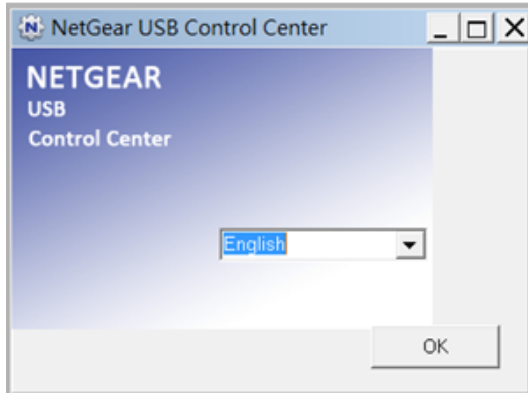 NetGear USB Control Center
NETGEAR
USB
Control Center
English
OK